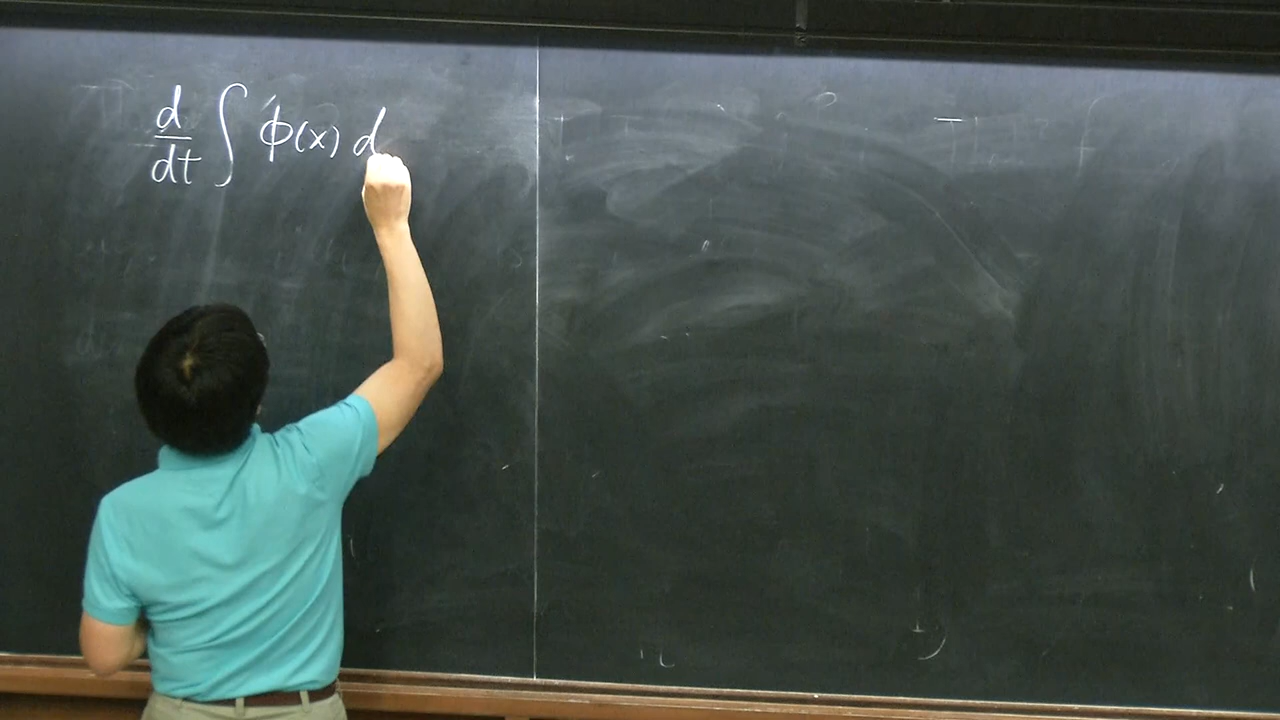 d/dt ∫ ϕ(x) d